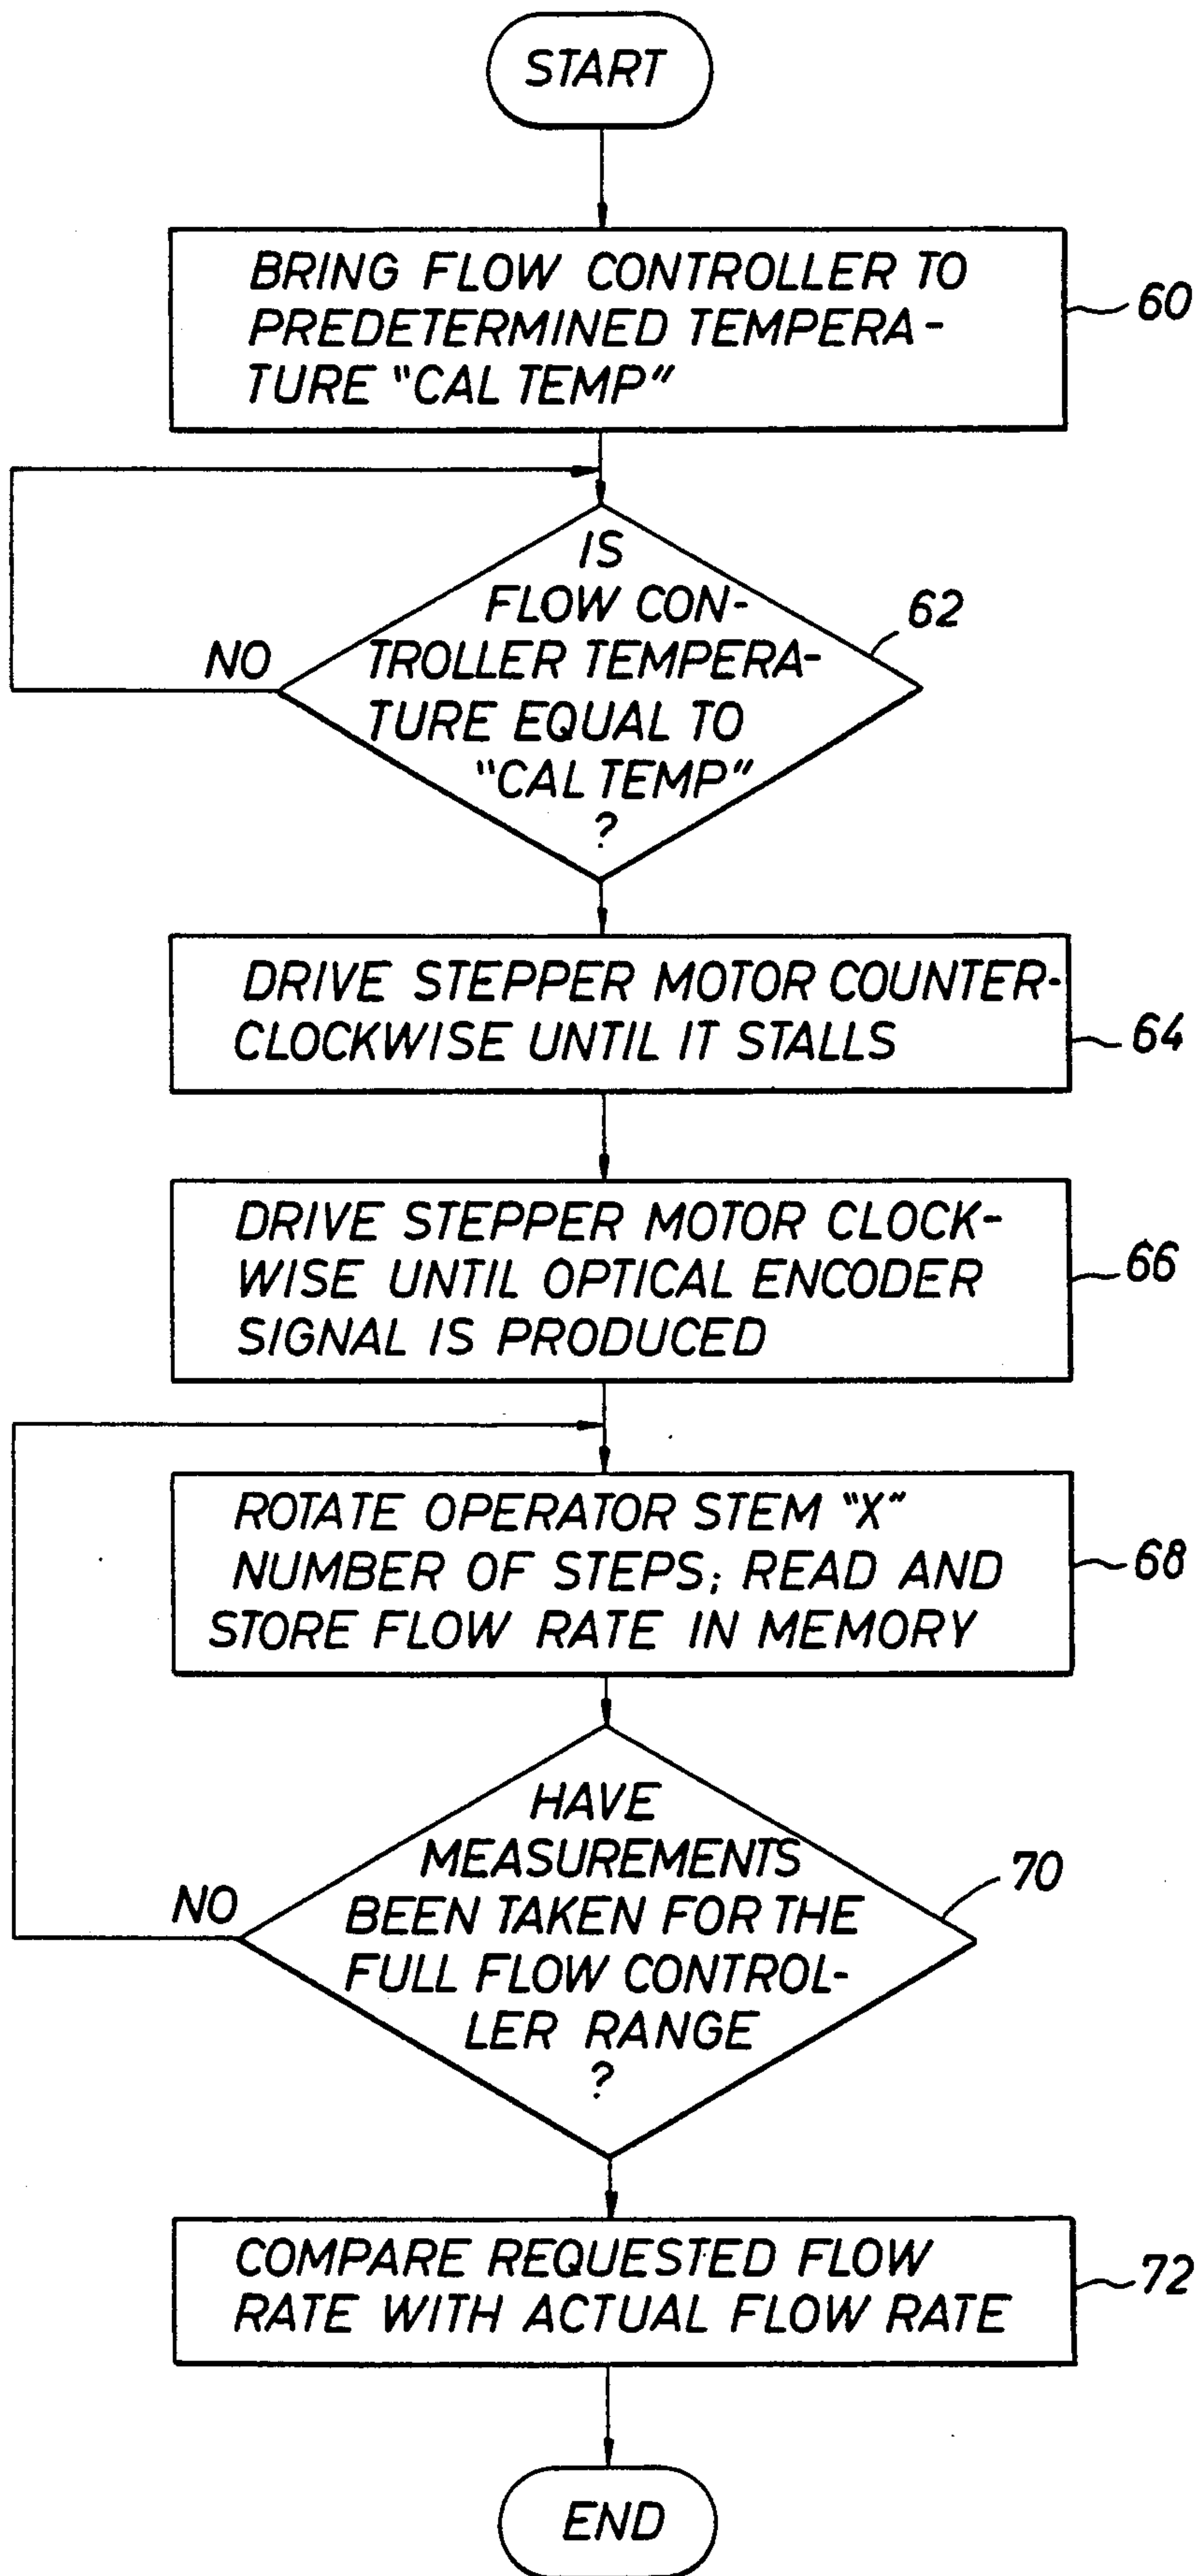 START
BRING FLOW CONTROLLER TO
PREDETERMINED TEMPERA-
TURE "CAL TEMP"
60
IS
FLOW CON-
TROLLER TEMPERA-
TURE EQUAL TO
"CAL TEMP"
?
62
NO
DRIVE STEPPER MOTOR COUNTER-
CLOCKWISE UNTIL IT STALLS
64
DRIVE STEPPER MOTOR CLOCK-
WISE UNTIL OPTICAL ENCODER
SIGNAL IS PRODUCED
66
ROTATE OPERATOR STEM "X"
NUMBER OF STEPS; READ AND
STORE FLOW RATE IN MEMORY
68
HAVE
MEASUREMENTS
BEEN TAKEN FOR THE
FULL FLOW CONTROL-
LER RANGE
?
70
NO
COMPARE REQUESTED FLOW
RATE WITH ACTUAL FLOW RATE
72
END